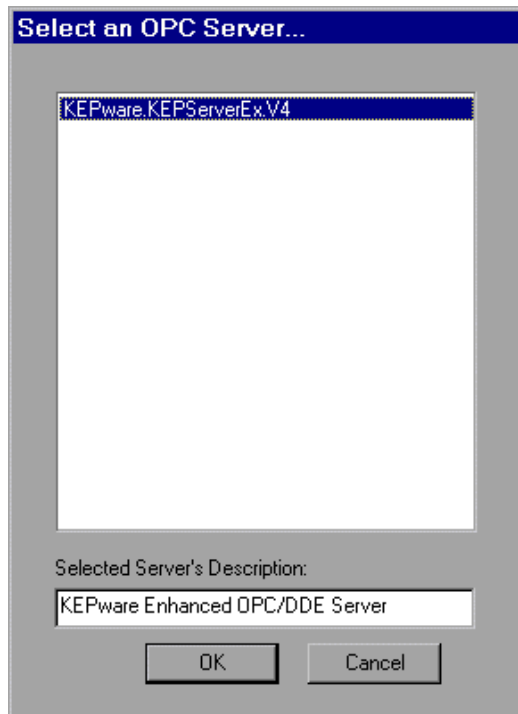 Select an OPC Server...
KEPware.KEPServerEx.V4
Selected Server's Description:
KEPware Enhanced OPC/DDE Server
OK Cancel